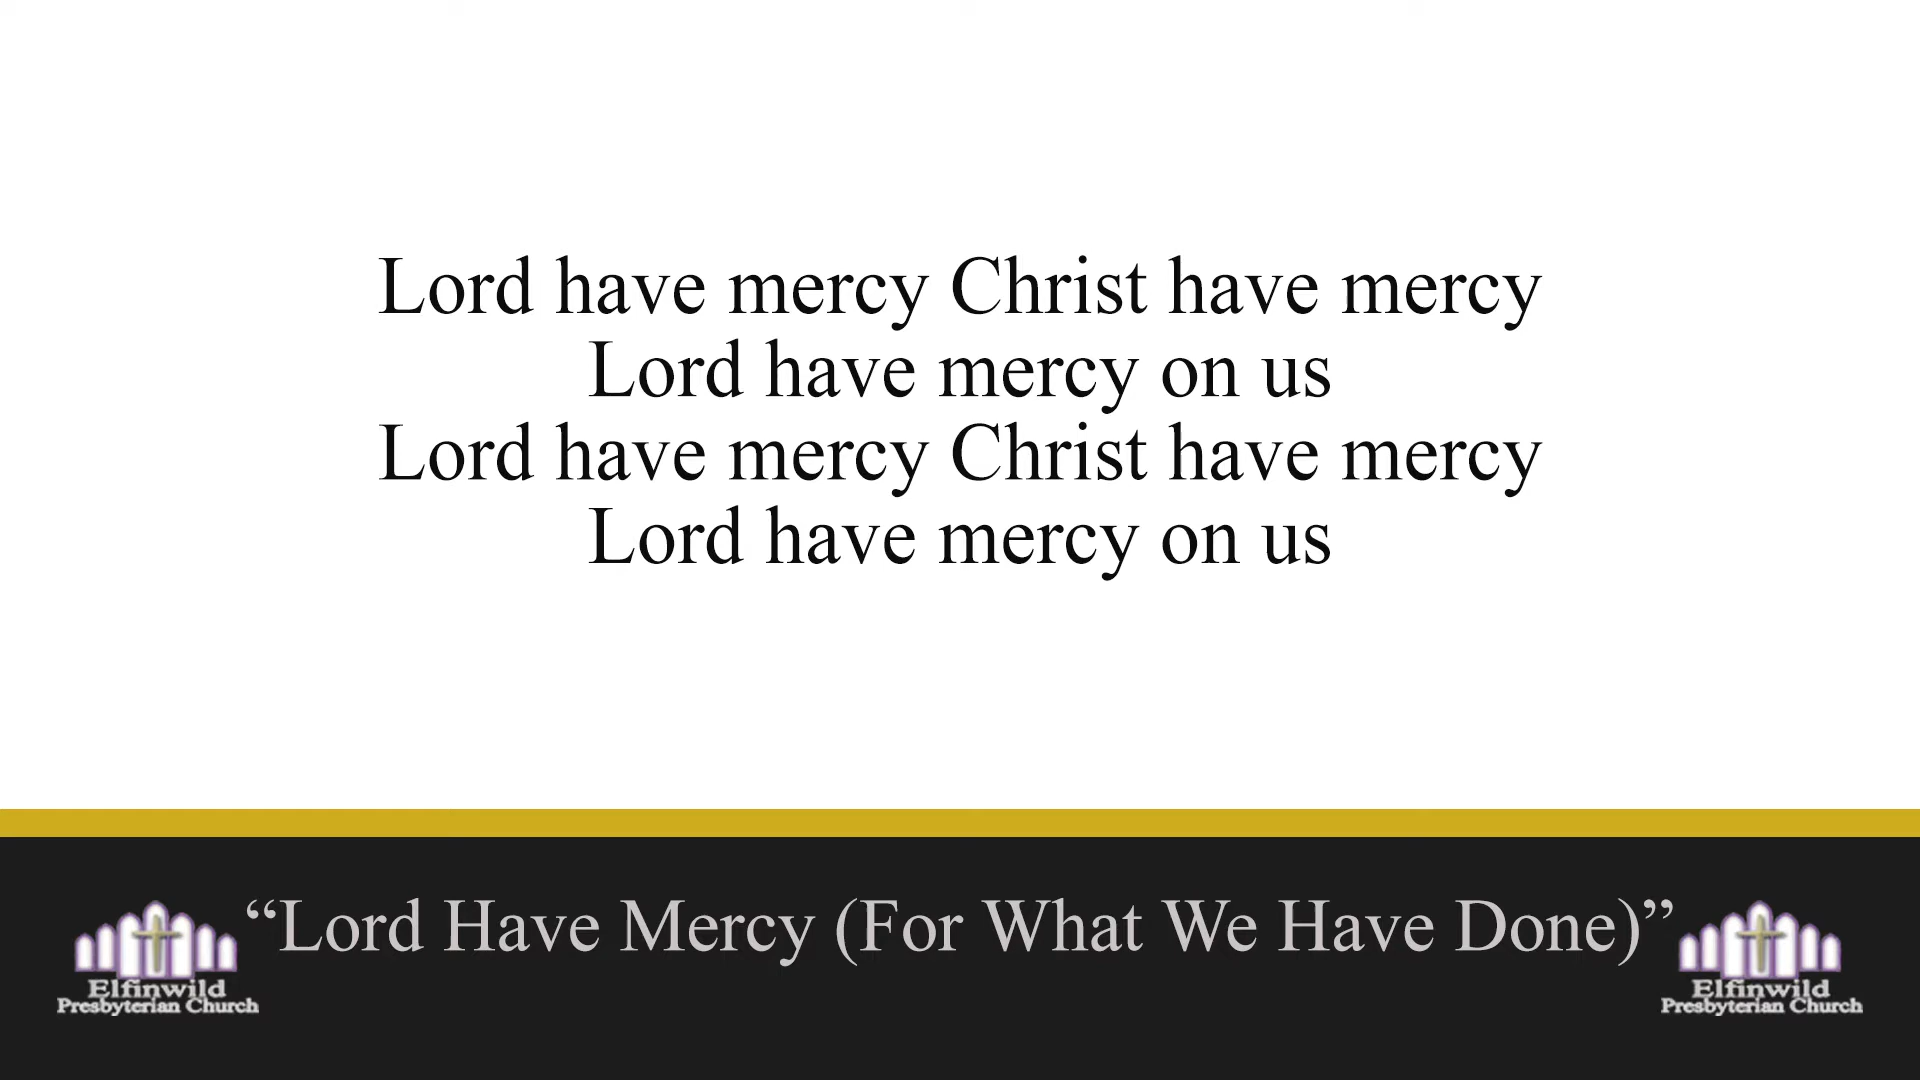 Lord have mercy Christ have mercy
Lord have mercy on us
Lord have mercy Christ have mercy
Lord have mercy on us
“Lord Have Mercy (For What We Have Done)”
Elfinwild
Presbyterian Church
Elfinwild
Presbyterian Church